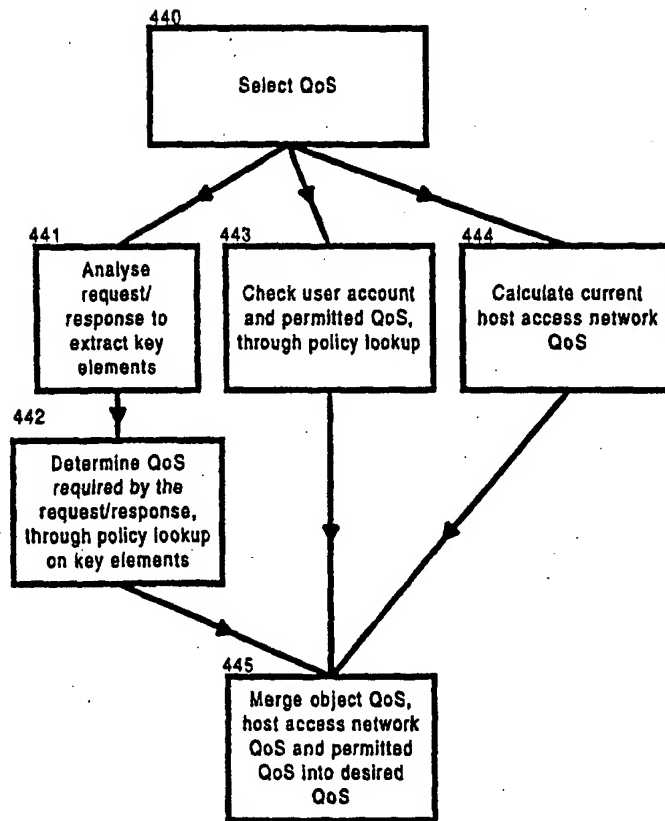 440
Select QoS
441
Analyse
request/
response to
extract key
elements
443
Check user account
and permitted QoS,
through policy lookup
444
Calculate current
host access network
QoS
442
Determine QoS
required by the
request/response,
through policy lookup
on key elements
445
Merge object QoS,
host access network
QoS and permitted
QoS into desired
QoS